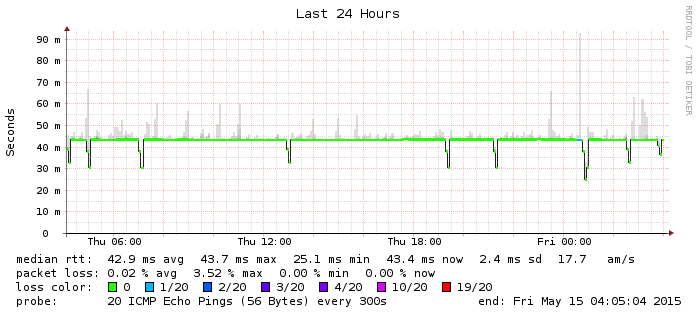 Last 24 Hours
RRDTOOL / TOBI OETIKER
Seconds
90 m
80 m
70 m
60 m
50 m
40 m
30 m
20 m
10 m
0
Thu 06:00 Thu 12:00 Thu 18:00 Fri 00:00
median rtt: 42.9 ms avg 43.7 ms max 25.1 ms min 43.4 ms now 2.4 ms sd 17.7 am/s
packet loss: 0.02 % avg 3.52 % max 0.00 % min 0.00 % now
loss color: 0 1/20 2/20 3/20 4/20 10/20 19/20
probe: 20 ICMP Echo Pings (56 Bytes) every 300s end: Fri May 15 04:05:04 2015